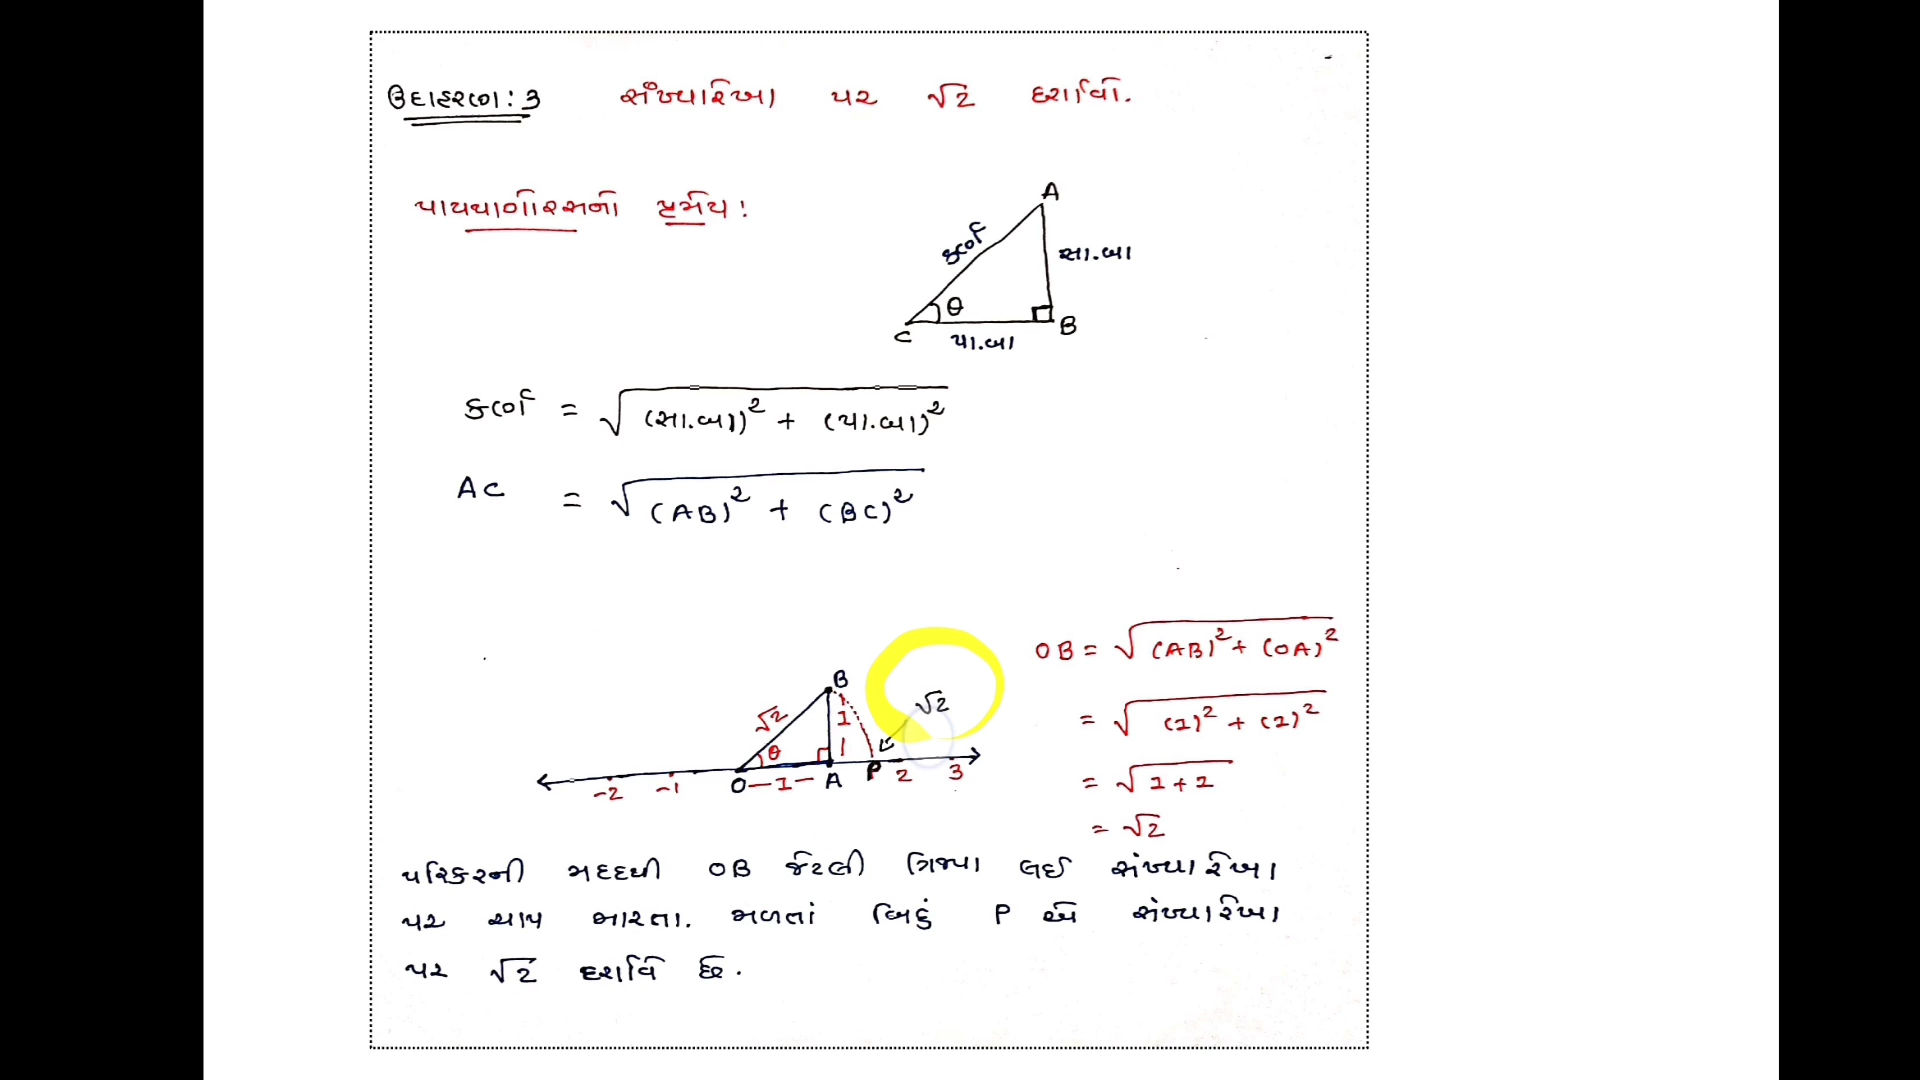 ઉદાહરણ : 3 સંખ્યારેખા પર √2 દર્શાવો.
પાયથાગોરસનો પ્રમેય :
A
કર્ણ
સા.બા
θ
C
B
પા.બા
કર્ણ = √(સા.બા)² + (પા.બા)²
AC = √(AB)² + (BC)²
OB = √(AB)² + (OA)²
= √(1)² + (1)²
= √1+1
= √2
B
√2
√2
1
θ
-2 -1 O -1- A P 2 3
પરિકરની મદદથી OB જેટલી ત્રિજ્યા લઈ સંખ્યારેખા
પર ચાપ મારતા. મળતાં બિંદું P એ સંખ્યારેખા
પર √2 દર્શાવે છે.